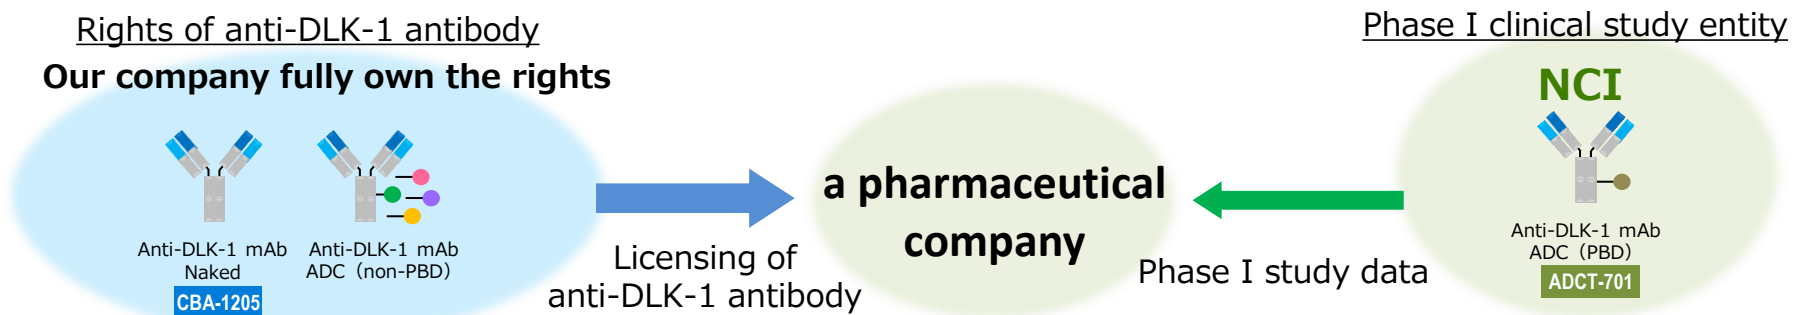 Rights of anti-DLK-1 antibody
Our company fully own the rights
Anti-DLK-1 mAb
Naked
CBA-1205
Anti-DLK-1 mAb
ADC（non-PBD）
Licensing of
anti-DLK-1 antibody
a pharmaceutical
company
Phase I study data
Phase I clinical study entity
NCI
Anti-DLK-1 mAb
ADC（PBD）
ADCT-701